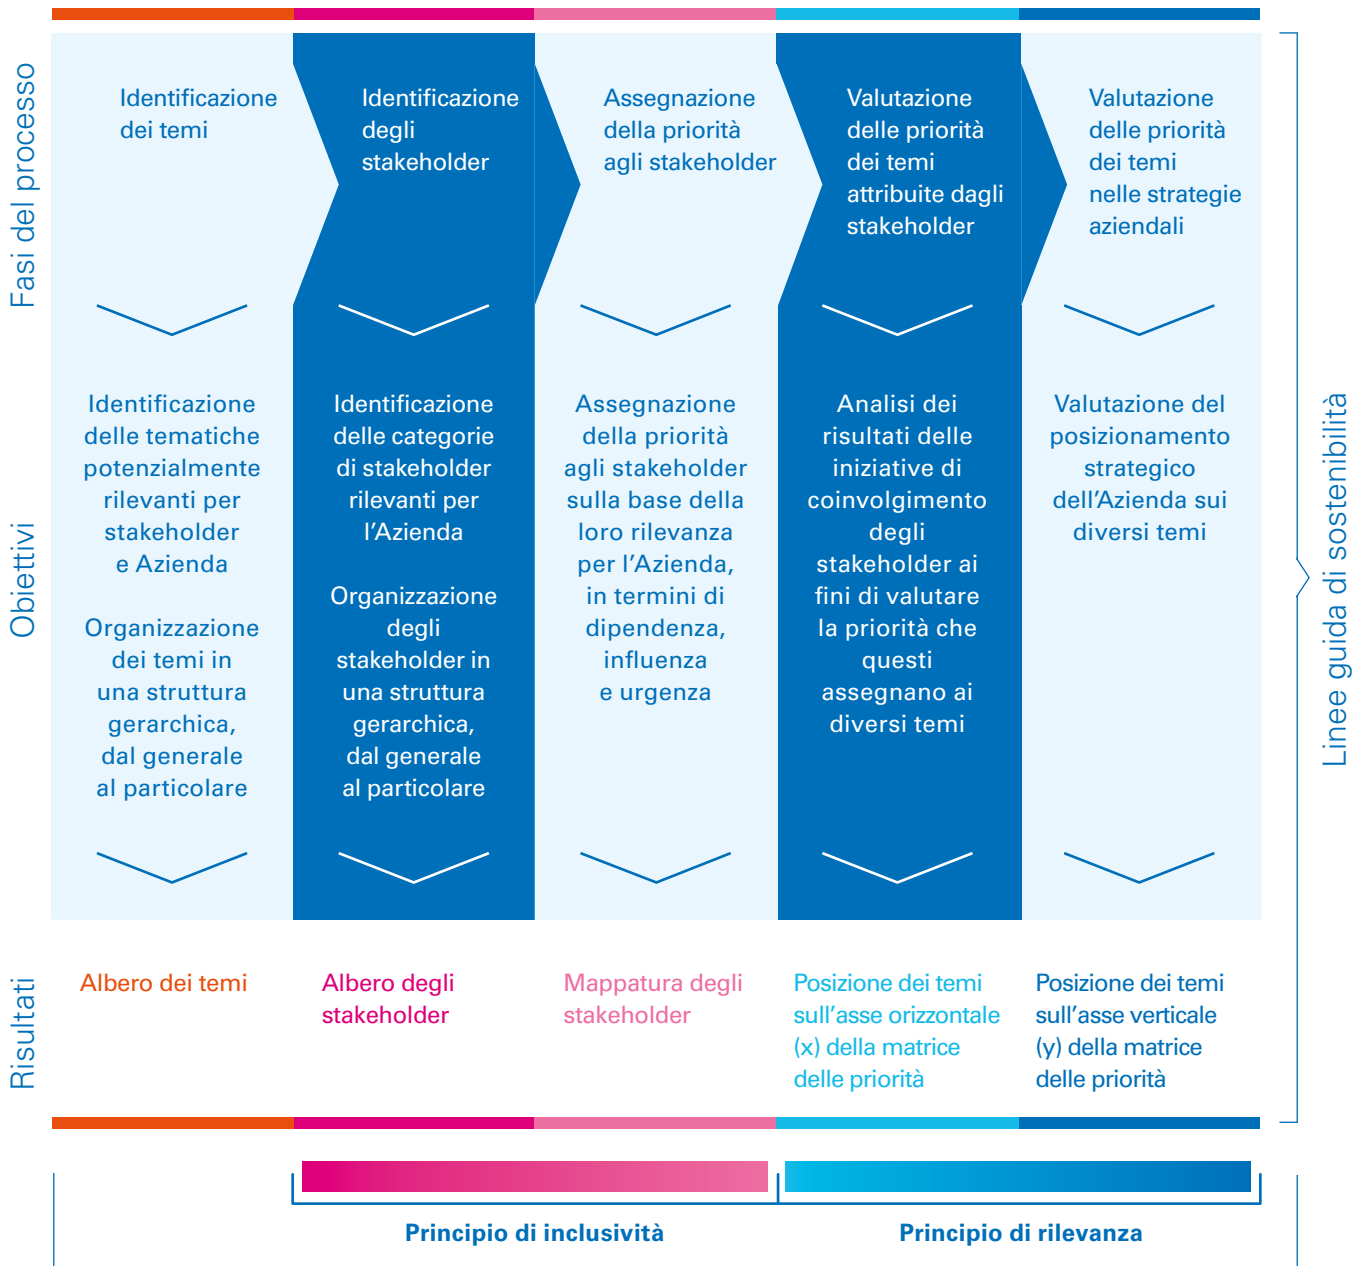 Fasi del processo
Identificazione
dei temi
Identificazione
degli
stakeholder
Assegnazione
della priorità
agli stakeholder
Valutazione
delle priorità
dei temi
attribuite dagli
stakeholder
Valutazione
delle priorità
dei temi
nelle strategie
aziendali
Obiettivi
Identificazione
delle tematiche
potenzialmente
rilevanti per
stakeholder
e Azienda
Organizzazione
dei temi in
una struttura
gerarchica,
dal generale
al particolare
Identificazione
delle categorie
di stakeholder
rilevanti per
l’Azienda
Organizzazione
degli
stakeholder in
una struttura
gerarchica,
dal generale
al particolare
Assegnazione
della priorità
agli stakeholder
sulla base della
loro rilevanza
per l’Azienda,
in termini di
dipendenza,
influenza
e urgenza
Analisi dei
risultati delle
iniziative di
coinvolgimento
degli
stakeholder ai
fini di valutare
la priorità che
questi
assegnano ai
diversi temi
Valutazione del
posizionamento
strategico
dell’Azienda sui
diversi temi
Risultati
Albero dei temi
Albero degli
stakeholder
Mappatura degli
stakeholder
Posizione dei temi
sull’asse orizzontale
(x) della matrice
delle priorità
Posizione dei temi
sull’asse verticale
(y) della matrice
delle priorità
Linee guida di sostenibilità
Principio di inclusività
Principio di rilevanza